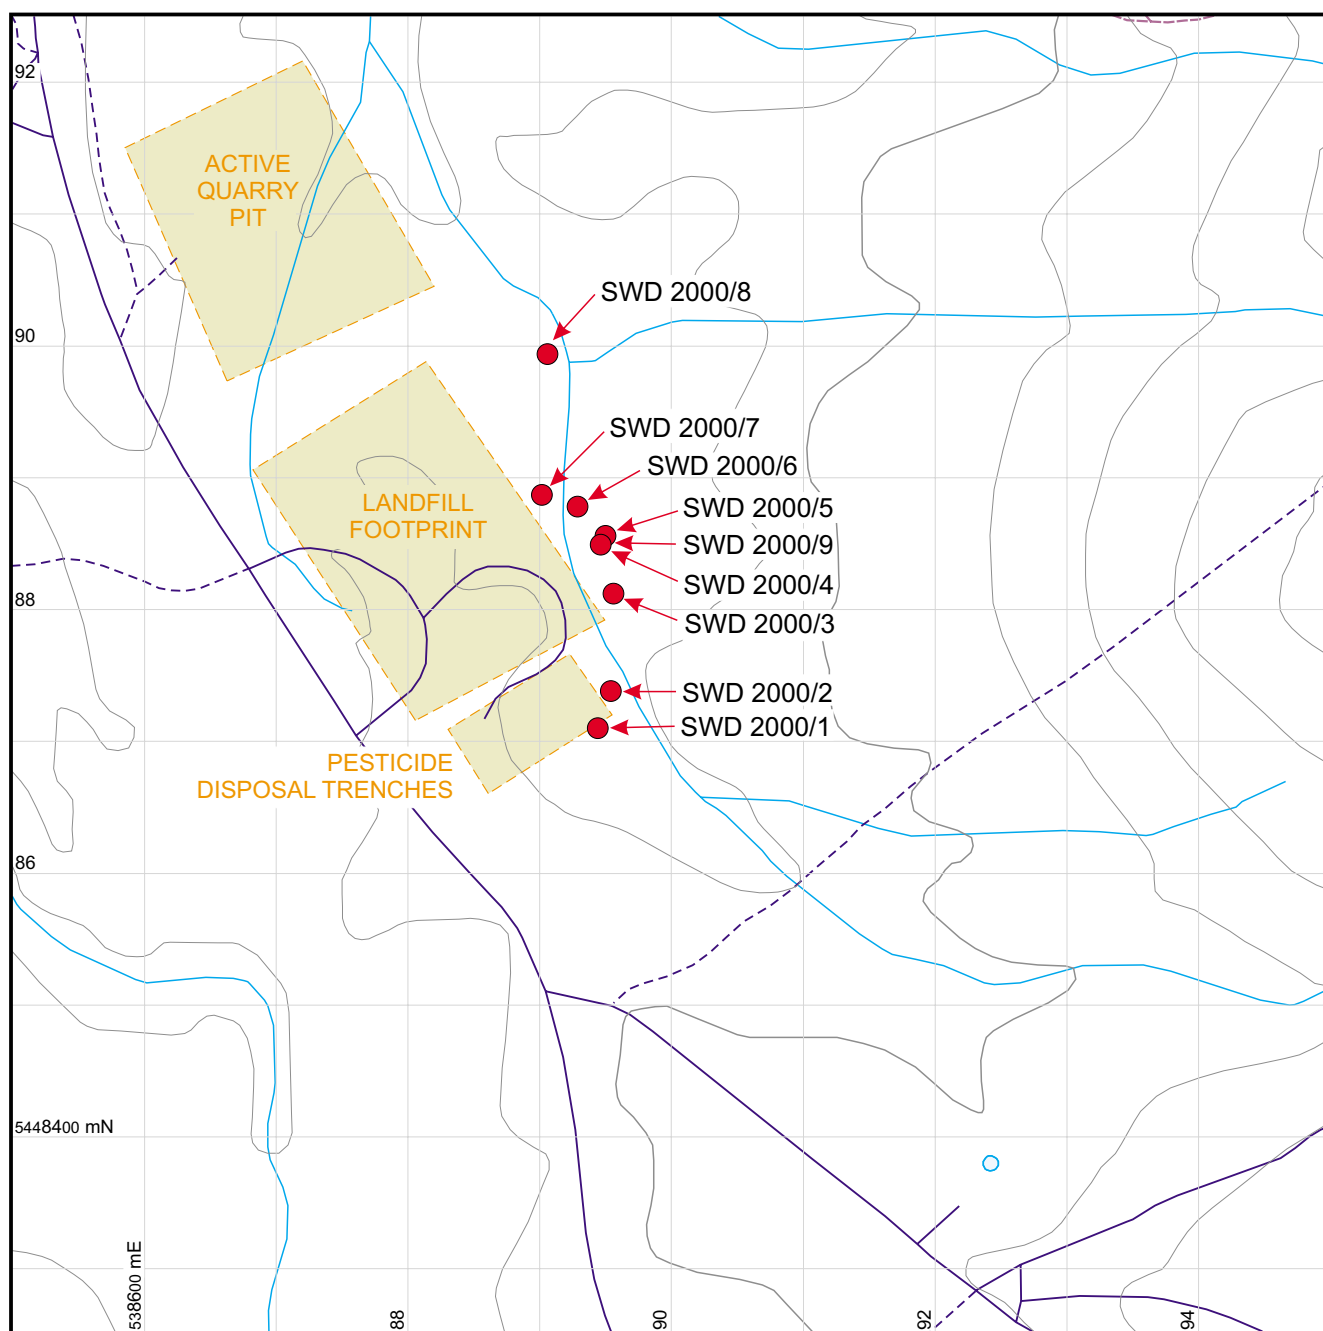 92
ACTIVE
QUARRY
PIT
SWD 2000/8
90
SWD 2000/7
SWD 2000/6
LANDFILL
FOOTPRINT
SWD 2000/5
SWD 2000/9
SWD 2000/4
88
SWD 2000/3
SWD 2000/2
SWD 2000/1
PESTICIDE
DISPOSAL TRENCHES
86
5448400 mN
538600 mE
88
90
92
94